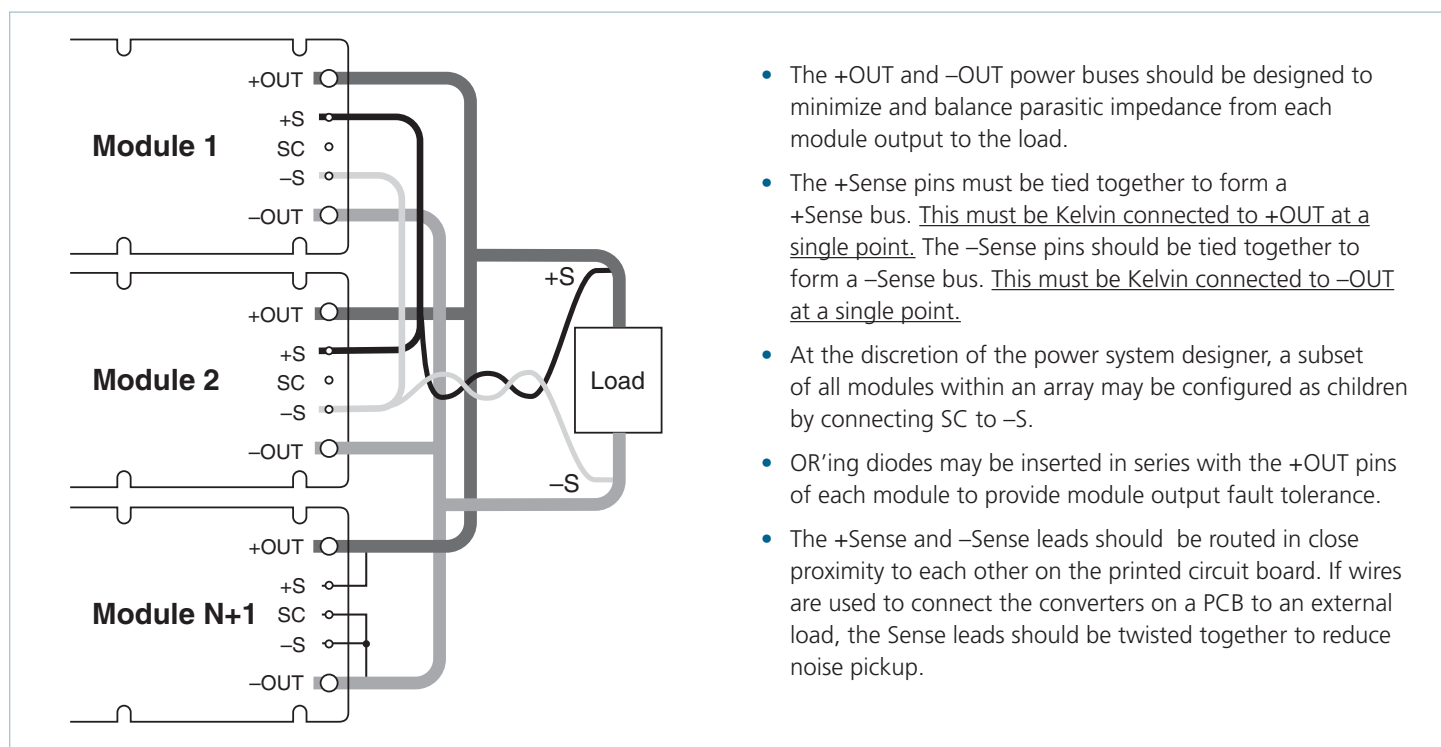 +OUT
+S
Module 1
SC
–S
–OUT
+OUT
+S
Module 2
SC
–S
–OUT
+OUT
+S
Module N+1
SC
–S
–OUT
+S
Load
–S
• The +OUT and –OUT power buses should be designed to
minimize and balance parasitic impedance from each
module output to the load.
• The +Sense pins must be tied together to form a
+Sense bus. This must be Kelvin connected to +OUT at a
single point. The –Sense pins should be tied together to
form a –Sense bus. This must be Kelvin connected to –OUT
at a single point.
• At the discretion of the power system designer, a subset
of all modules within an array may be configured as children
by connecting SC to –S.
• OR'ing diodes may be inserted in series with the +OUT pins
of each module to provide module output fault tolerance.
• The +Sense and –Sense leads should be routed in close
proximity to each other on the printed circuit board. If wires
are used to connect the converters on a PCB to an external
load, the Sense leads should be twisted together to reduce
noise pickup.